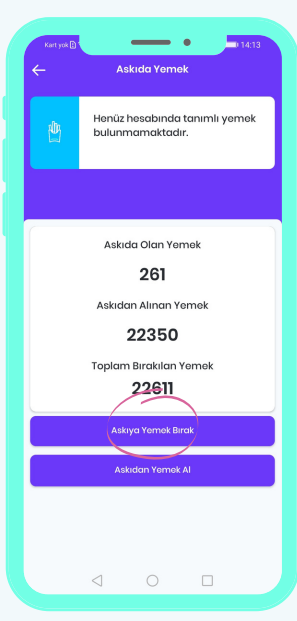 Kart yok
14:13
Askıda Yemek
Henüz hesabında tanımlı yemek
bulunmamaktadır.
Askıda Olan Yemek
261
Askıdan Alınan Yemek
22350
Toplam Bırakılan Yemek
22611
Askıya Yemek Bırak
Askıdan Yemek Al